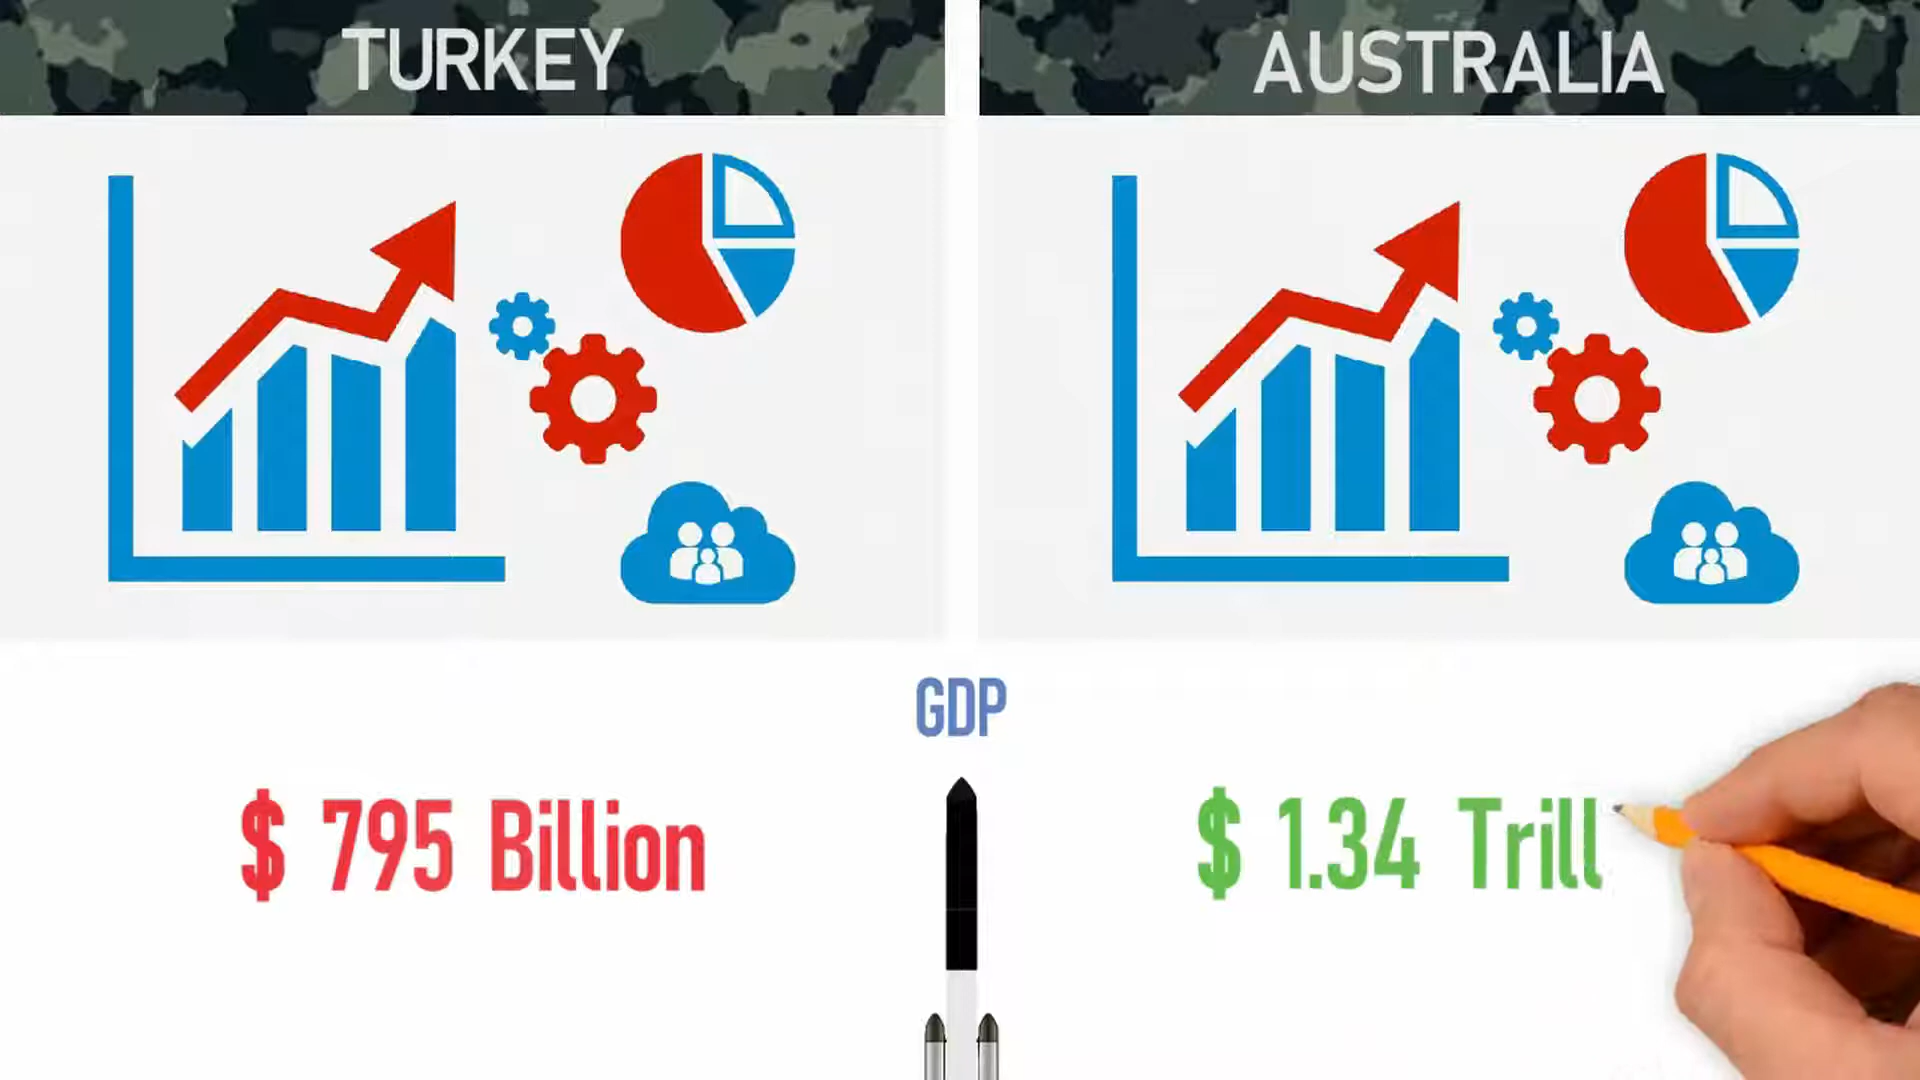 TURKEY
AUSTRALIA
GDP
$ 795 Billion
$ 1.34 Trill